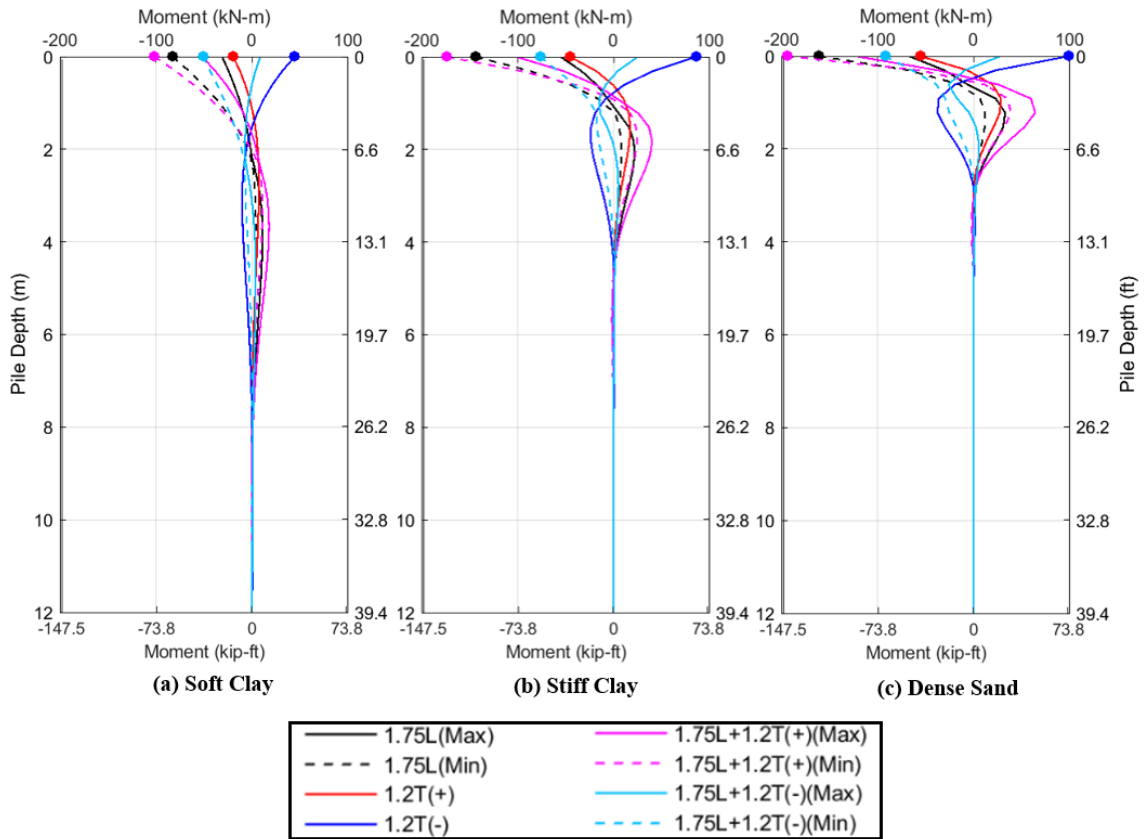 Moment (kN-m) Moment (kN-m) Moment (kN-m)
-200 -100 0 100 -200 -100 0 100 -200 -100 0 100
0 0 0 0 0 0
2 6.6 2 6.6 2 6.6
4 13.1 4 13.1 4 13.1
Pile Depth (m) Pile Depth (ft)
6 19.7 6 19.7 6 19.7
8 26.2 8 26.2 8 26.2
10 32.8 10 32.8 10 32.8
12 39.4 12 39.4 12 39.4
-147.5 -73.8 0 73.8 -147.5 -73.8 0 73.8 -147.5 -73.8 0 73.8
Moment (kip-ft) Moment (kip-ft) Moment (kip-ft)
(a) Soft Clay (b) Stiff Clay (c) Dense Sand
1.75L(Max) 1.75L+1.2T(+)(Max)
1.75L(Min) 1.75L+1.2T(+)(Min)
1.2T(+) 1.75L+1.2T(-)(Max)
1.2T(-) 1.75L+1.2T(-)(Min)